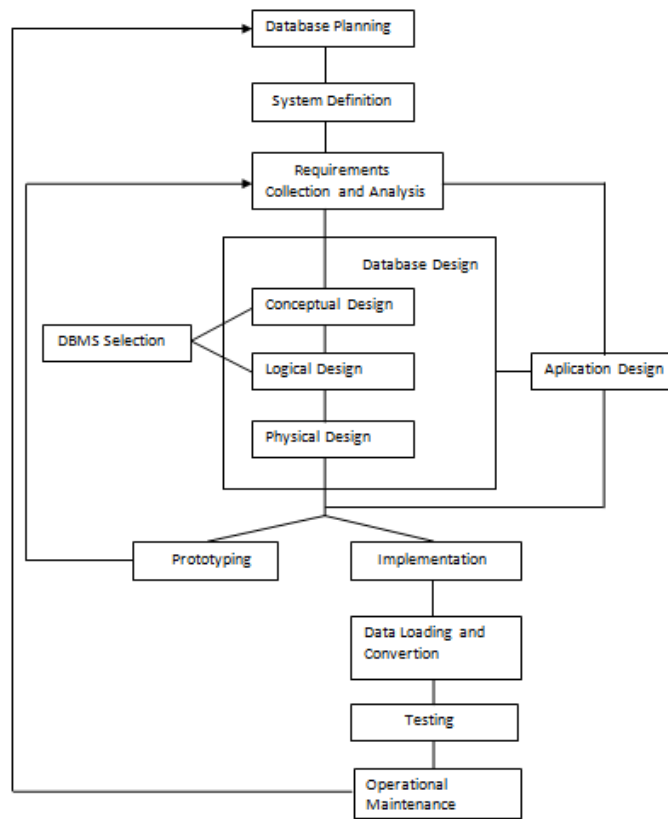 Database Planning
System Definition
Requirements
Collection and Analysis
Database Design
Conceptual Design
DBMS Selection
Logical Design
Aplication Design
Physical Design
Prototyping
Implementation
Data Loading and
Convertion
Testing
Operational
Maintenance